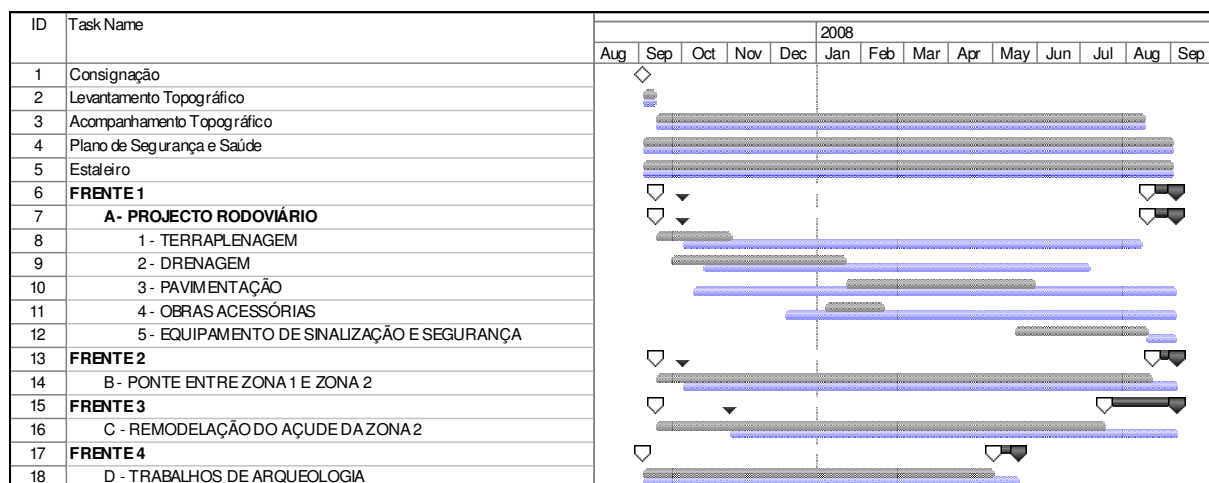 ID Task Name
2008
Aug Sep Oct Nov Dec Jan Feb Mar Apr May Jun Jul Aug Sep
1 Consignação
2 Levantamento Topográfico
3 Acompanhamento Topográfico
4 Plano de Segurança e Saúde
5 Estaleiro
6 FRENTE 1
7 A - PROJECTO RODOVIÁRIO
8 1 - TERRAPLENAGEM
9 2 - DRENAGEM
10 3 - PAVIMENTAÇÃO
11 4 - OBRAS ACESSÓRIAS
12 5 - EQUIPAMENTO DE SINALIZAÇÃO E SEGURANÇA
13 FRENTE 2
14 B - PONTE ENTRE ZONA 1 E ZONA 2
15 FRENTE 3
16 C - REMODELAÇÃO DO AÇUDE DA ZONA 2
17 FRENTE 4
18 D - TRABALHOS DE ARQUEOLOGIA